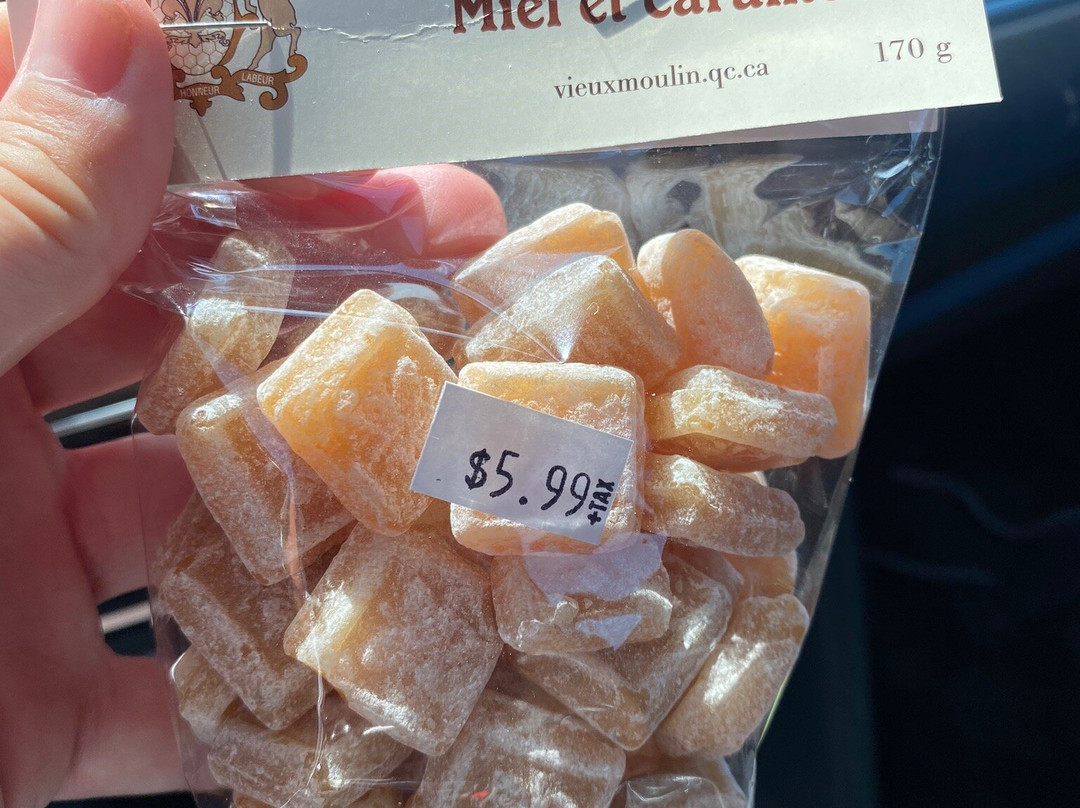 Miel et
vieuxmoulin.qc.ca
170 g
HONNEUR
LABEUR
$5.99
+TAX